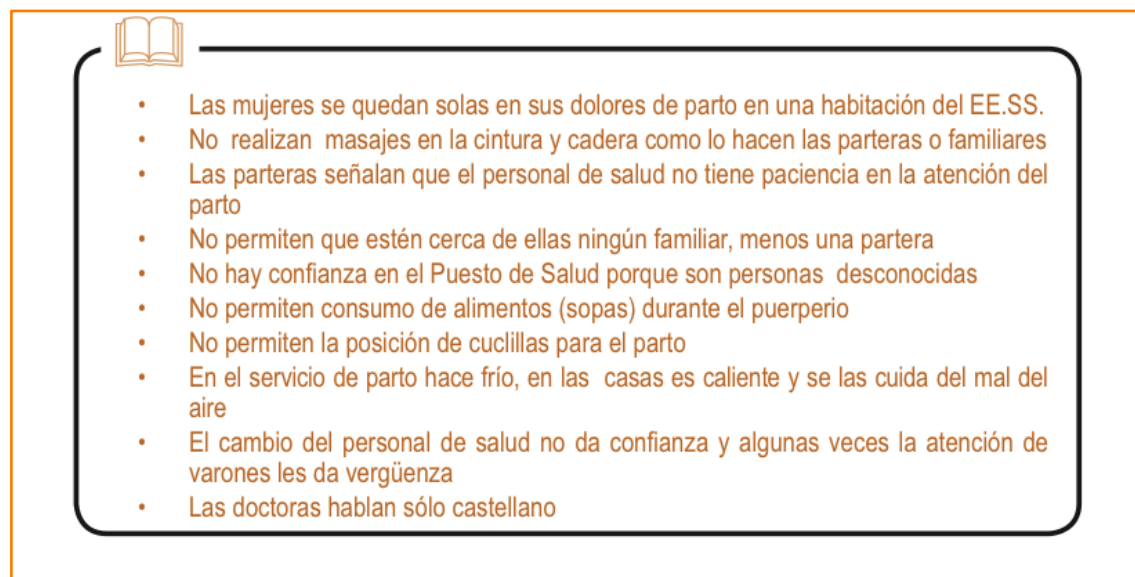 • Las mujeres se quedan solas en sus dolores de parto en una habitación del EE.SS.
• No realizan masajes en la cintura y cadera como lo hacen las parteras o familiares
• Las parteras señalan que el personal de salud no tiene paciencia en la atención del
parto
• No permiten que estén cerca de ellas ningún familiar, menos una partera
• No hay confianza en el Puesto de Salud porque son personas desconocidas
• No permiten consumo de alimentos (sopas) durante el puerperio
• No permiten la posición de cuclillas para el parto
• En el servicio de parto hace frío, en las casas es caliente y se las cuida del mal del
aire
• El cambio del personal de salud no da confianza y algunas veces la atención de
varones les da vergüenza
• Las doctoras hablan sólo castellano